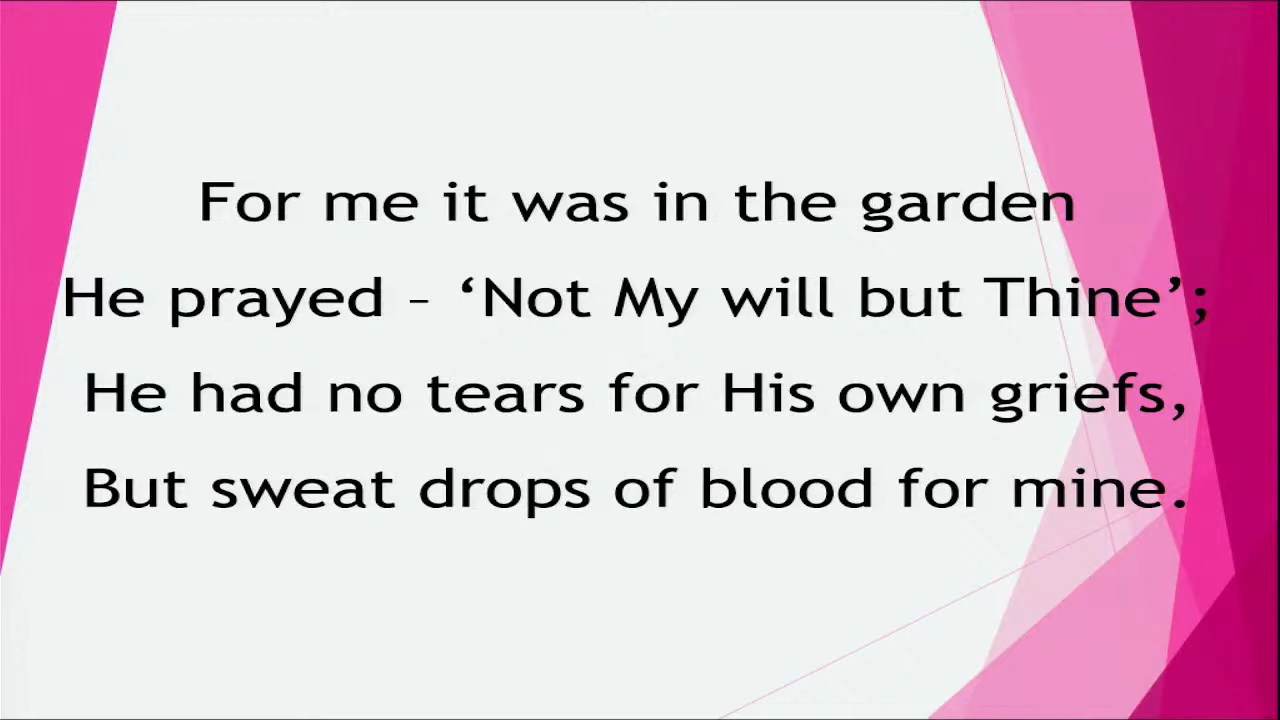 For me it was in the garden
He prayed – ‘Not My will but Thine’;
He had no tears for His own griefs,
But sweat drops of blood for mine.